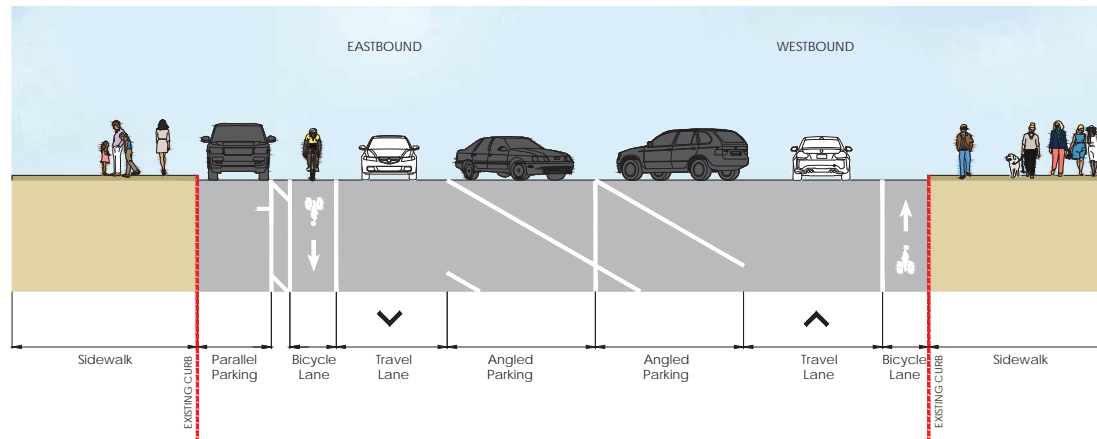 EASTBOUND
WESTBOUND
Sidewalk
EXISTING CURB
Parallel
Parking
Bicycle
Lane
Travel
Lane
Angled
Parking
Angled
Parking
Travel
Lane
Bicycle
Lane
EXISTING CURB
Sidewalk